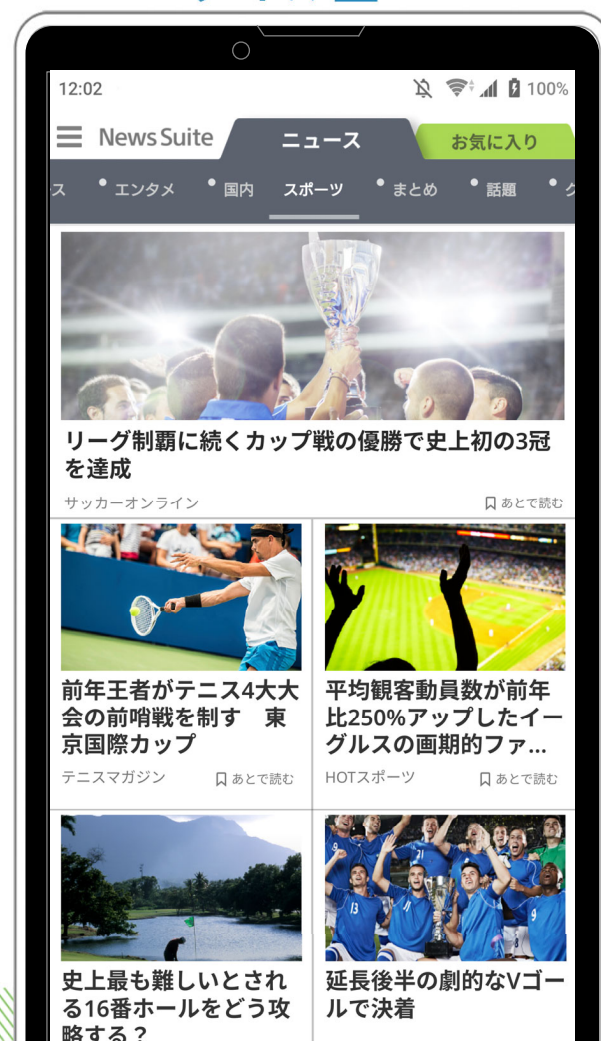 12:02
100%
News Suite
ニュース
お気に入り
ス
エンタメ
国内
スポーツ
まとめ
話題
リーグ制覇に続くカップ戦の優勝で史上初の3冠
を達成
サッカーオンライン
あとで読む
前年王者がテニス4大大
会の前哨戦を制す　東
京国際カップ
テニスマガジン
あとで読む
平均観客動員数が前年
比250%アップしたイー
グルスの画期的ファ...
HOTスポーツ
あとで読む
史上最も難しいとされ
る16番ホールをどう攻
略する？
延長後半の劇的なVゴー
ルで決着